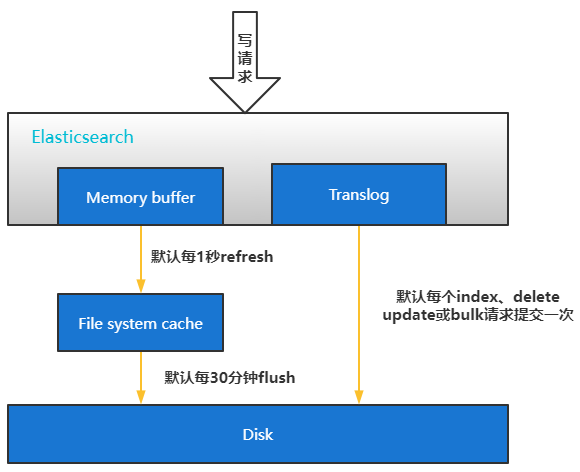 写
请
求
Elasticsearch
Memory buffer
Translog
默认每1秒refresh
默认每个index、delete
update或bulk请求提交一次
File system cache
默认每30分钟flush
Disk